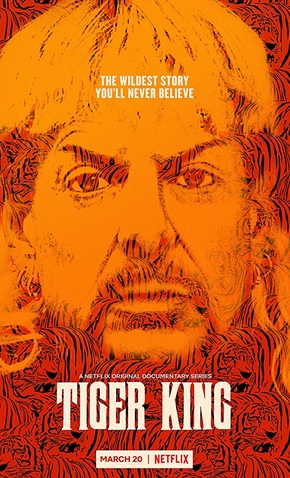 THE WILDEST STORY
YOU'LL NEVER BELIEVE
A NETFLIX ORIGINAL DOCUMENTARY SERIES
TIGER KING
MARCH 20 | NETFLIX